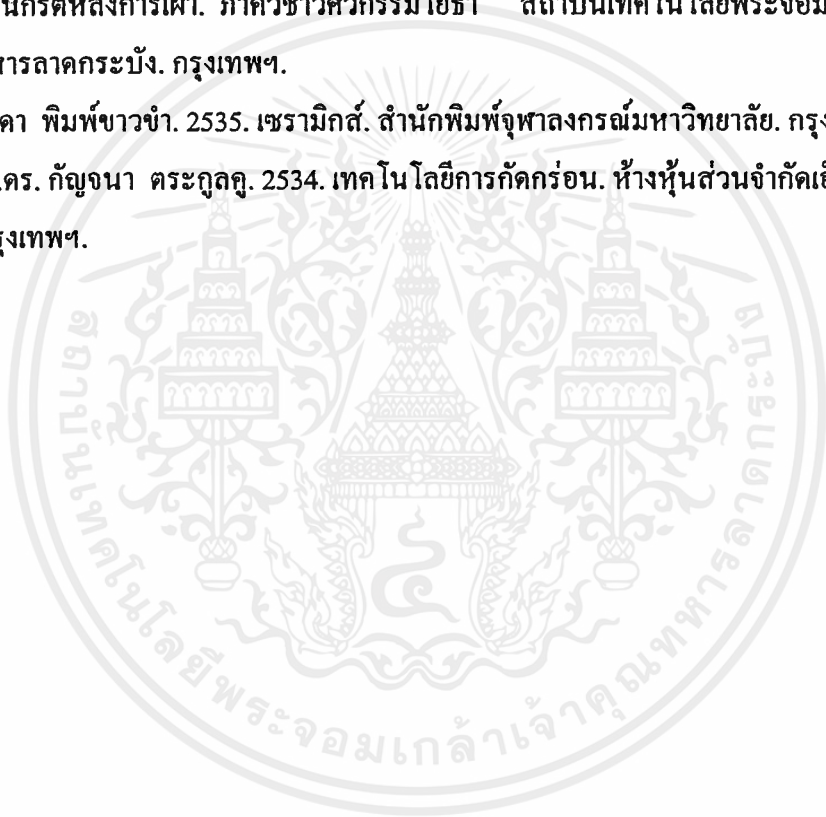 นกรีตหลังการเผา. ภาควิชาวิศวกรรมโยธา สถาบันเทคโนโลยีพระจอม
หารลาดกระบัง. กรุงเทพฯ.
ดา พิมพ์ขาวขำ. 2535. เซรามิกส์. สำนักพิมพ์จุฬาลงกรณ์มหาวิทยาลัย. กรุง
.ดร. กัญจนา ตระกูลคู. 2534. เทคโนโลยีการกัดกร่อน. ห้างหุ้นส่วนจำกัดเอ
รุงเทพฯ.
สถาบันเทคโนโลยีพระจอมเกล้าเจ้าคุณทหารลาดกระบัง
๔